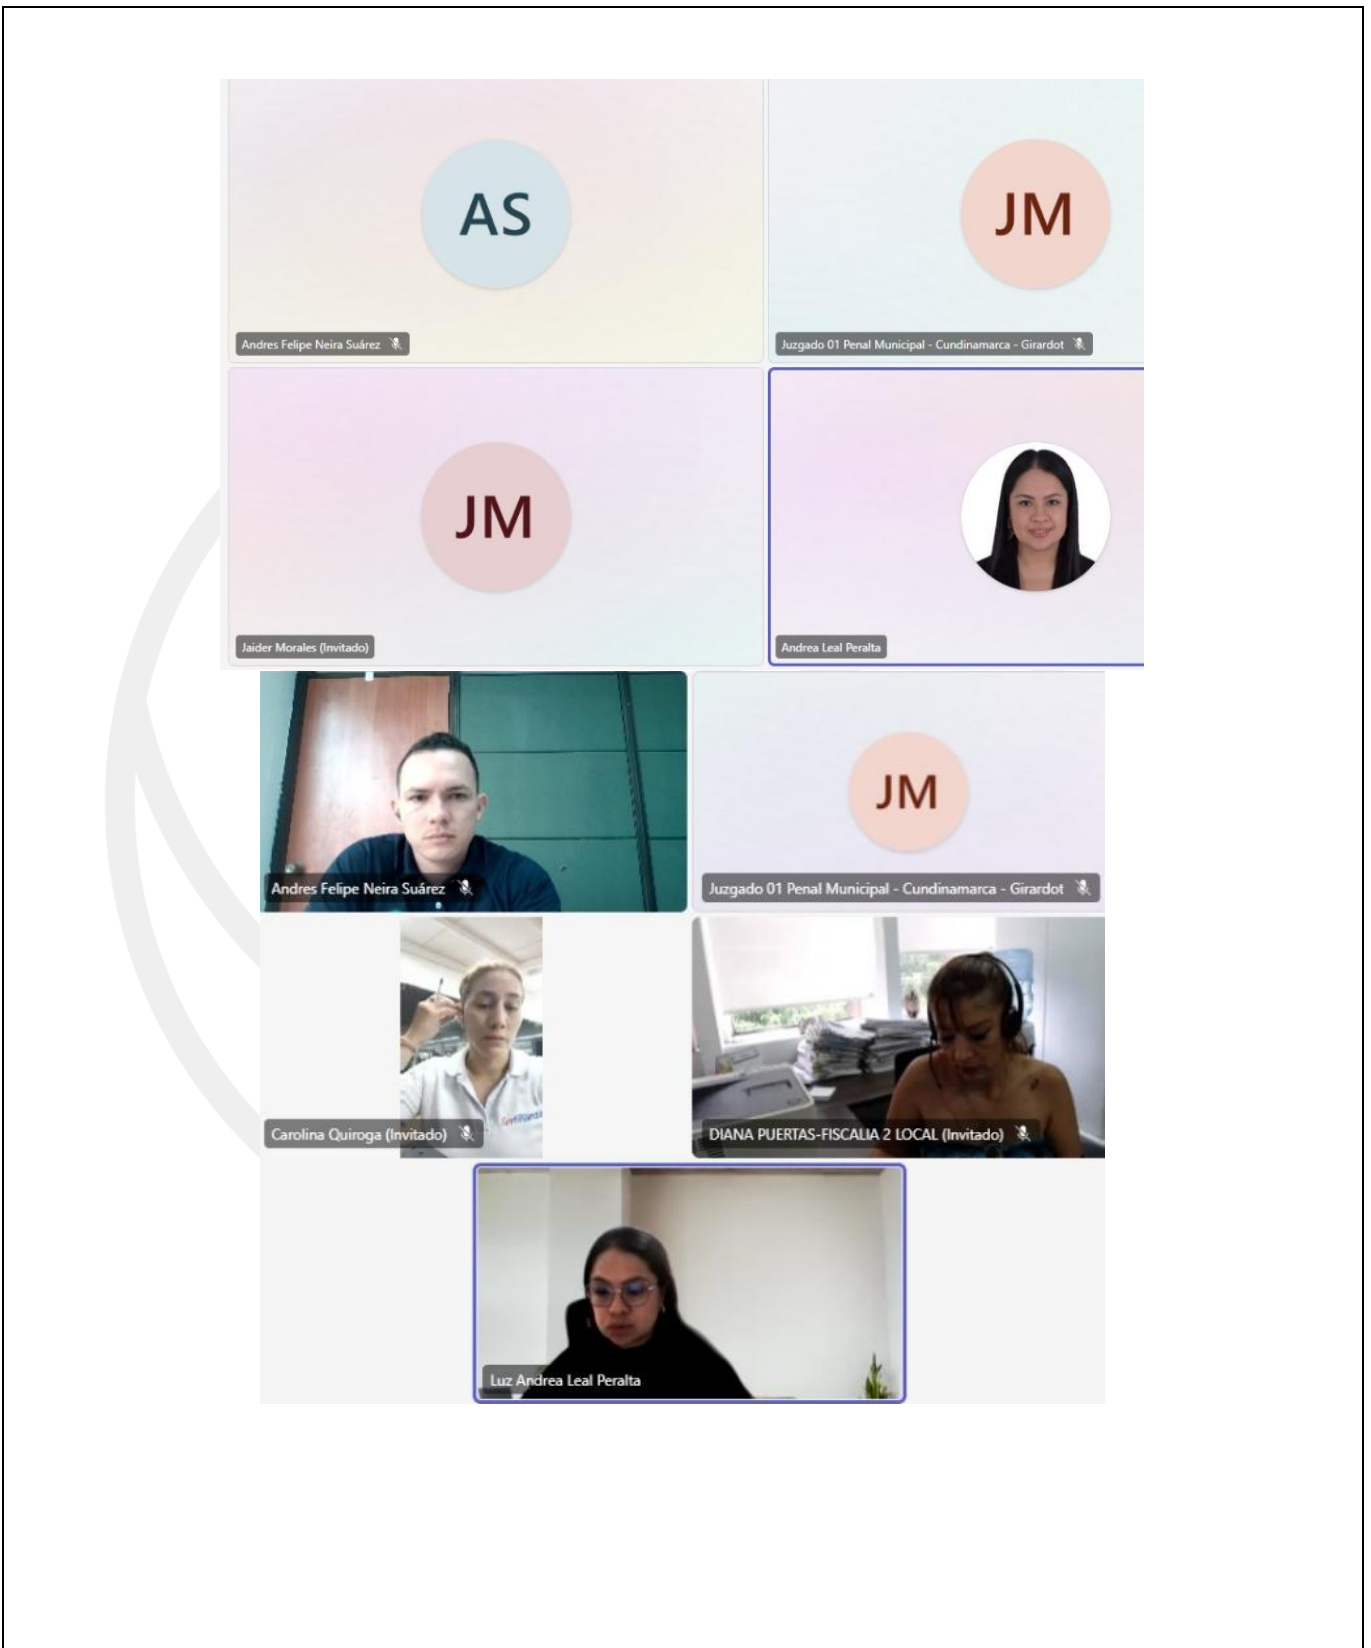 AS
JM
Andres Felipe Neira Suárez
Juzgado 01 Penal Municipal - Cundinamarca - Girardot
JM
Jaider Morales (Invitado)
Andrea Leal Peralta
JM
Andres Felipe Neira Suárez
Juzgado 01 Penal Municipal - Cundinamarca - Girardot
Carolina Quiroga (Invitado)
DIANA PUERTAS-FISCALIA 2 LOCAL (Invitado)
Luz Andrea Leal Peralta